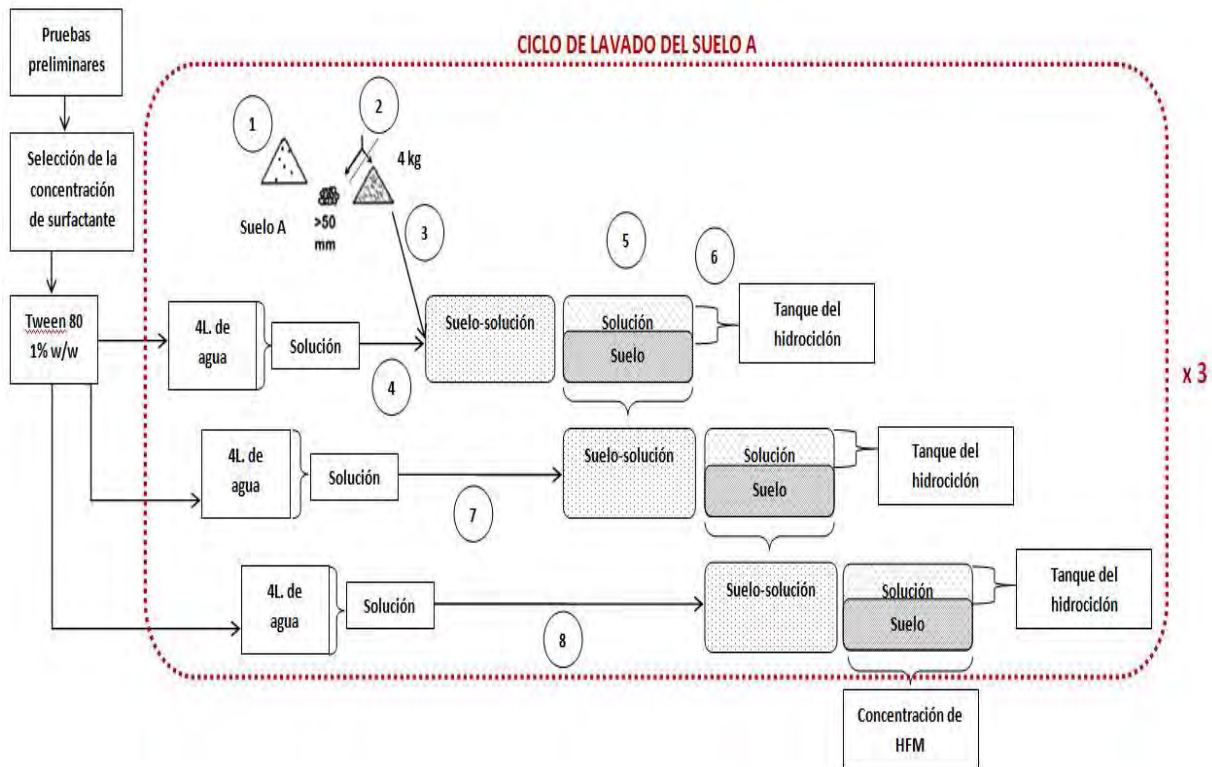 Pruebas
preliminares
CICLO DE LAVADO DEL SUELO A
Selección de la
concentración
de surfactante
1
2
4 kg
Suelo A
>50
mm
3
5
6
Tween 80
1% w/w
4L. de
agua
Solución
4
Suelo-solución
Solución
Suelo
Tanque del
hidrociclón
x 3
4L. de
agua
Solución
7
Suelo-solución
Solución
Suelo
Tanque del
hidrociclón
4L. de
agua
Solución
8
Suelo-solución
Solución
Suelo
Tanque del
hidrociclón
Concentración de
HFM